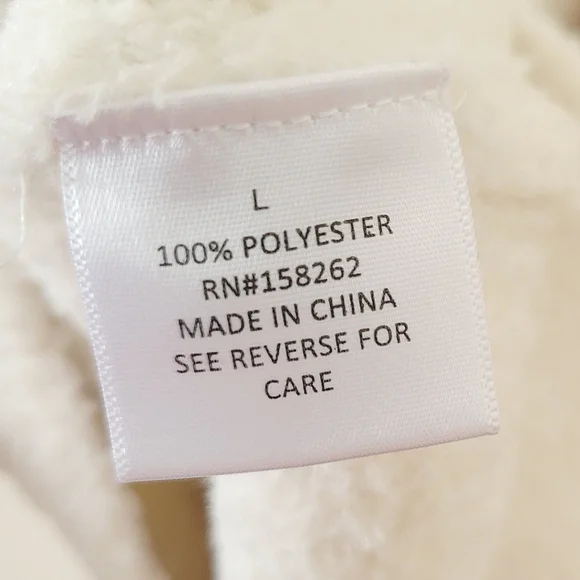 L
100% POLYESTER
RN#158262
MADE IN CHINA
SEE REVERSE FOR
CARE